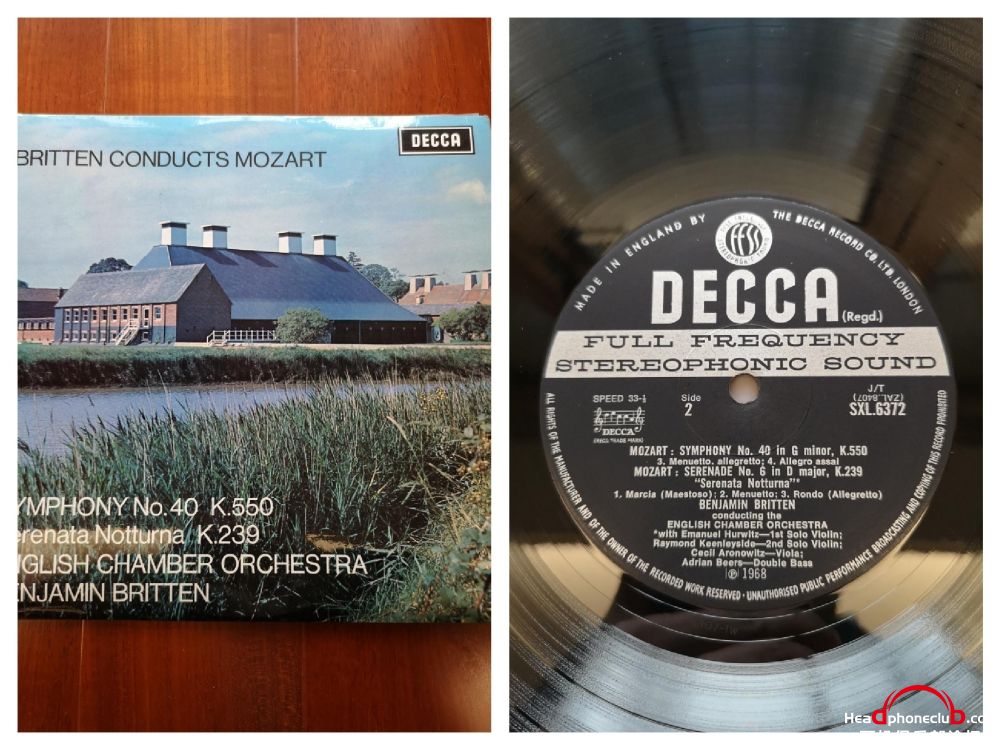 DECCA
BRITTEN CONDUCTS MOZART
YMPHONY No. 40 K.550
erenata Notturna K.239
NGLISH CHAMBER ORCHESTRA
ENJAMIN BRITTEN
MADE IN ENGLAND BY
THE DECCA RECORD CO. LTD. LONDON
ffss
DECCA
(Regd.)
FULL FREQUENCY
STEREOPHONIC SOUND
SPEED 33⅓
Side
2
J/T
(ZAL.8407)
SXL.6372
DECCA
(REGD. TRADE MARK)
MOZART: SYMPHONY No. 40 in G minor, K.550
3. Menuetto. allegretto; 4. Allegro assai
MOZART: SERENADE No. 6 in D major, K.239
"Serenata Notturna"*
1. Marcia (Maestoso); 2. Menuetto; 3. Rondo (Allegretto)
BENJAMIN BRITTEN
conducting the
ENGLISH CHAMBER ORCHESTRA
*with Emanuel Hurwitz—1st Solo Violin;
Raymond Keenleyside—2nd Solo Violin;
Cecil Aronowitz—Viola;
Adrian Beers—Double Bass
℗ 1968
ALL RIGHTS OF THE MANUFACTURER AND OF THE OWNER OF THE RECORDED WORK RESERVED · UNAUTHORISED PUBLIC PERFORMANCE BROADCASTING AND COPYING OF THIS RECORD PROHIBITED
Headphoneclub.co